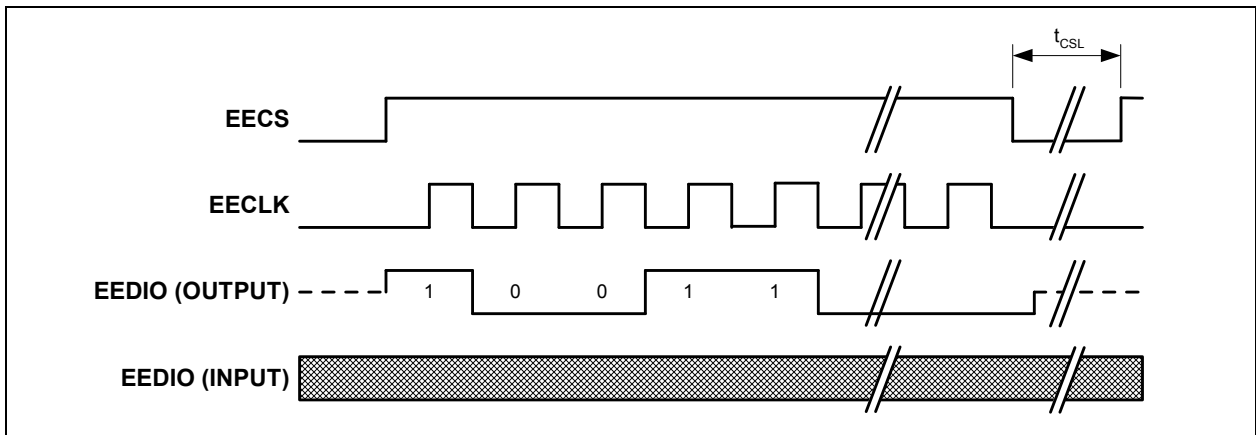 tCSL
EECS
EECLK
EEDIO (OUTPUT)
1 0 0 1 1
EEDIO (INPUT)